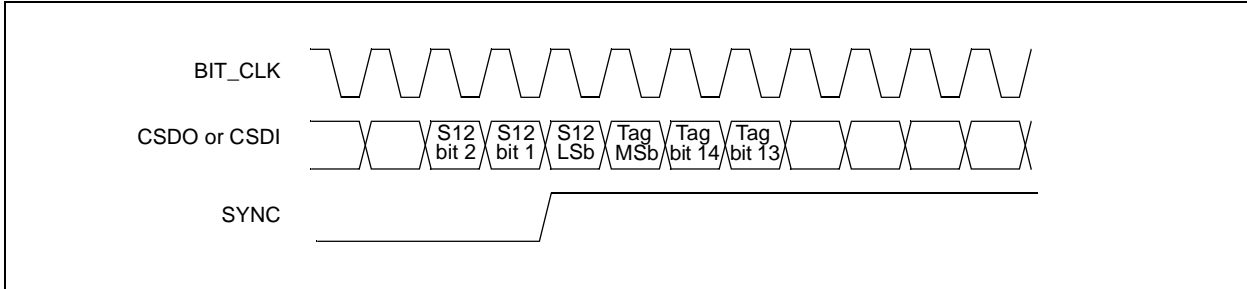 BIT_CLK
CSDO or CSDI
S12 bit 2
S12 bit 1
S12 LSb
Tag MSb
Tag bit 14
Tag bit 13
SYNC